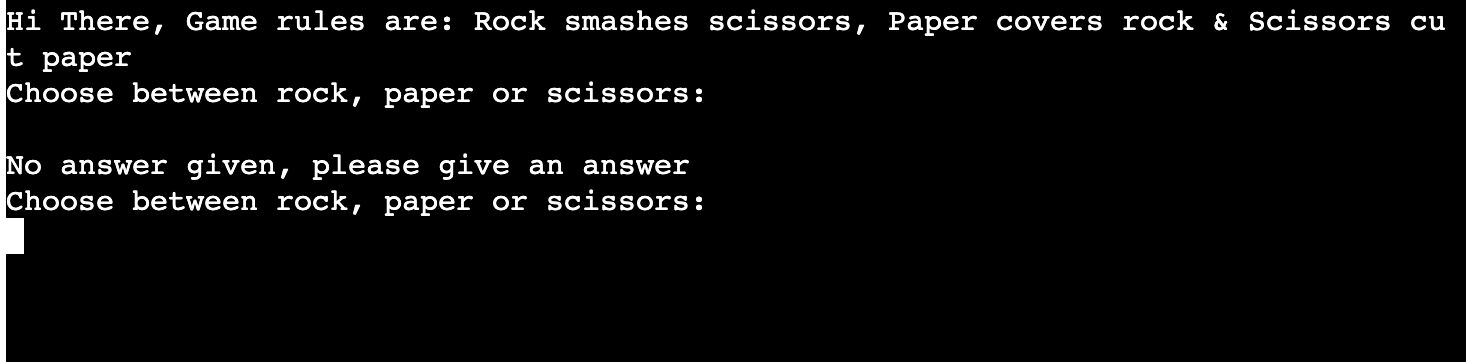 Hi There, Game rules are: Rock smashes scissors, Paper covers rock & Scissors cu
t paper
Choose between rock, paper or scissors:
No answer given, please give an answer
Choose between rock, paper or scissors: